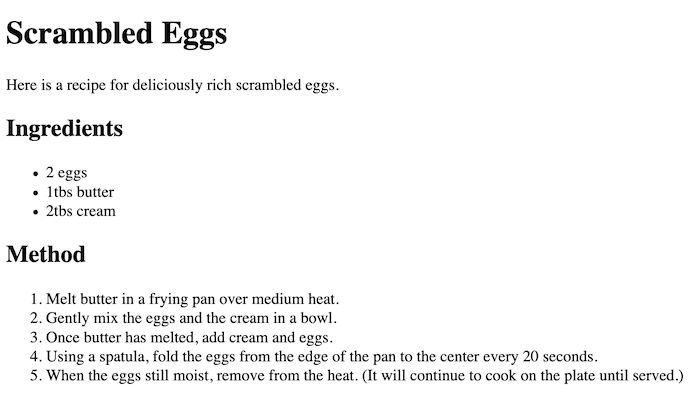 Scrambled Eggs
Here is a recipe for deliciously rich scrambled eggs.
Ingredients
• 2 eggs
• 1tbs butter
• 2tbs cream
Method
1. Melt butter in a frying pan over medium heat.
2. Gently mix the eggs and the cream in a bowl.
3. Once butter has melted, add cream and eggs.
4. Using a spatula, fold the eggs from the edge of the pan to the center every 20 seconds.
5. When the eggs still moist, remove from the heat. (It will continue to cook on the plate until served.)